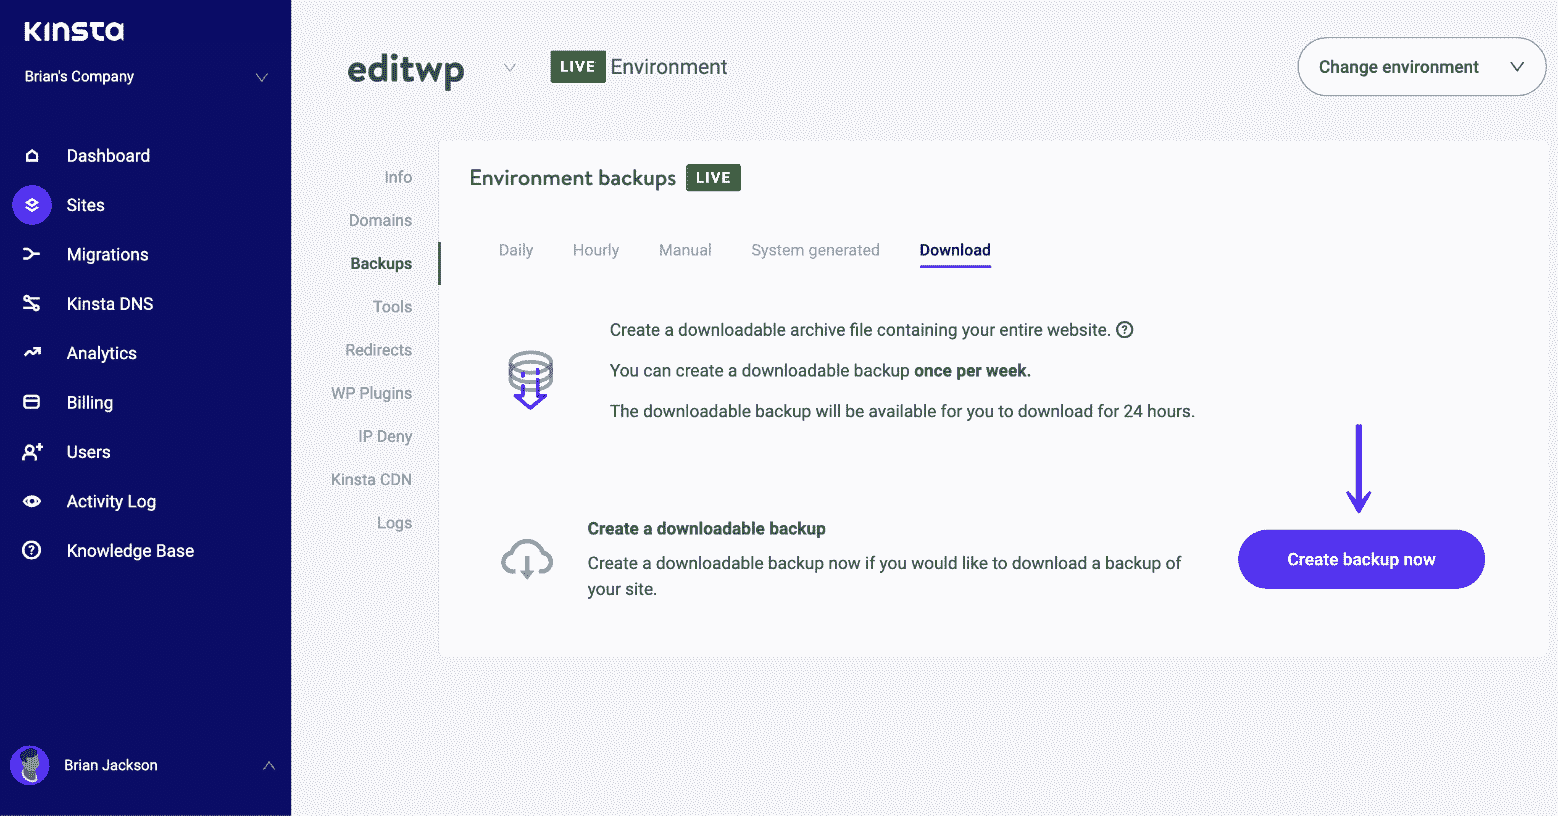 KINSTA
Brian's Company
Dashboard
Sites
Migrations
Kinsta DNS
Analytics
Billing
Users
Activity Log
Knowledge Base
Brian Jackson
editwp
LIVE Environment
Change environment
Info
Domains
Backups
Tools
Redirects
WP Plugins
IP Deny
Kinsta CDN
Logs
Environment backups LIVE
Daily Hourly Manual System generated Download
Create a downloadable archive file containing your entire website. ?
You can create a downloadable backup once per week.
The downloadable backup will be available for you to download for 24 hours.
Create a downloadable backup
Create a downloadable backup now if you would like to download a backup of
your site.
Create backup now